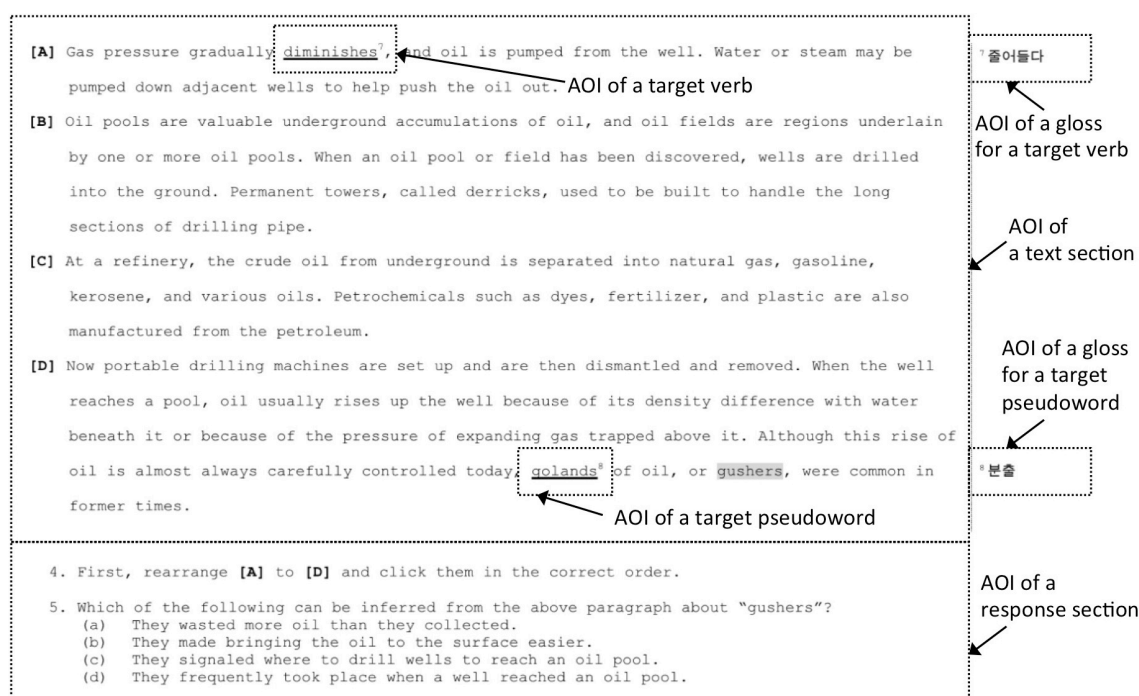 [A] Gas pressure gradually diminishes⁷, and oil is pumped from the well. Water or steam may be
pumped down adjacent wells to help push the oil out.
AOI of a target verb
⁷ 줄어들다
AOI of a gloss
for a target verb
[B] Oil pools are valuable underground accumulations of oil, and oil fields are regions underlain
by one or more oil pools. When an oil pool or field has been discovered, wells are drilled
into the ground. Permanent towers, called derricks, used to be built to handle the long
sections of drilling pipe.
AOI of
a text section
[C] At a refinery, the crude oil from underground is separated into natural gas, gasoline,
kerosene, and various oils. Petrochemicals such as dyes, fertilizer, and plastic are also
manufactured from the petroleum.
[D] Now portable drilling machines are set up and are then dismantled and removed. When the well
reaches a pool, oil usually rises up the well because of its density difference with water
beneath it or because of the pressure of expanding gas trapped above it. Although this rise of
oil is almost always carefully controlled today, golands⁸ of oil, or gushers, were common in
former times.
AOI of a target pseudoword
AOI of a gloss
for a target
pseudoword
⁸ 분출
4. First, rearrange [A] to [D] and click them in the correct order.
5. Which of the following can be inferred from the above paragraph about “gushers”?
(a) They wasted more oil than they collected.
(b) They made bringing the oil to the surface easier.
(c) They signaled where to drill wells to reach an oil pool.
(d) They frequently took place when a well reached an oil pool.
AOI of a
response section